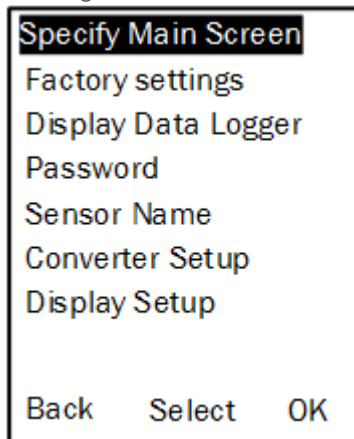 Specify Main Screen
Factory settings
Display Data Logger
Password
Sensor Name
Converter Setup
Display Setup
Back Select OK